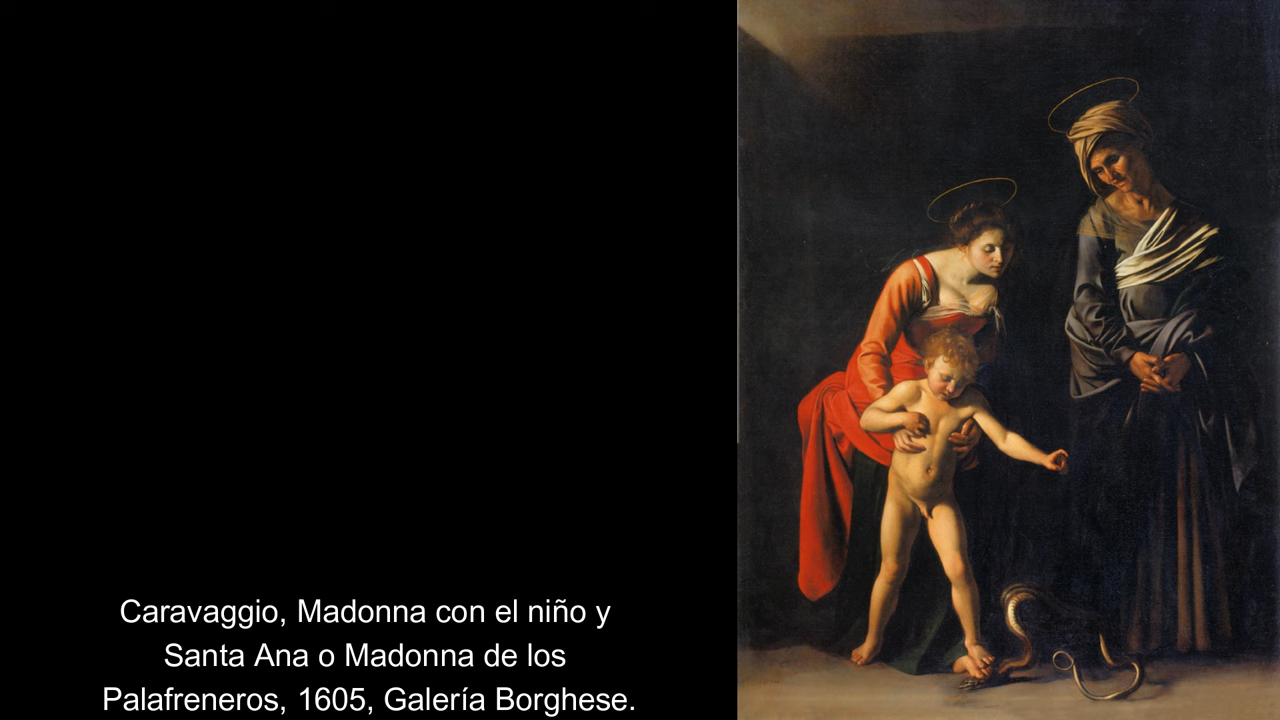 Caravaggio, Madonna con el niño y
Santa Ana o Madonna de los
Palafreneros, 1605, Galería Borghese.